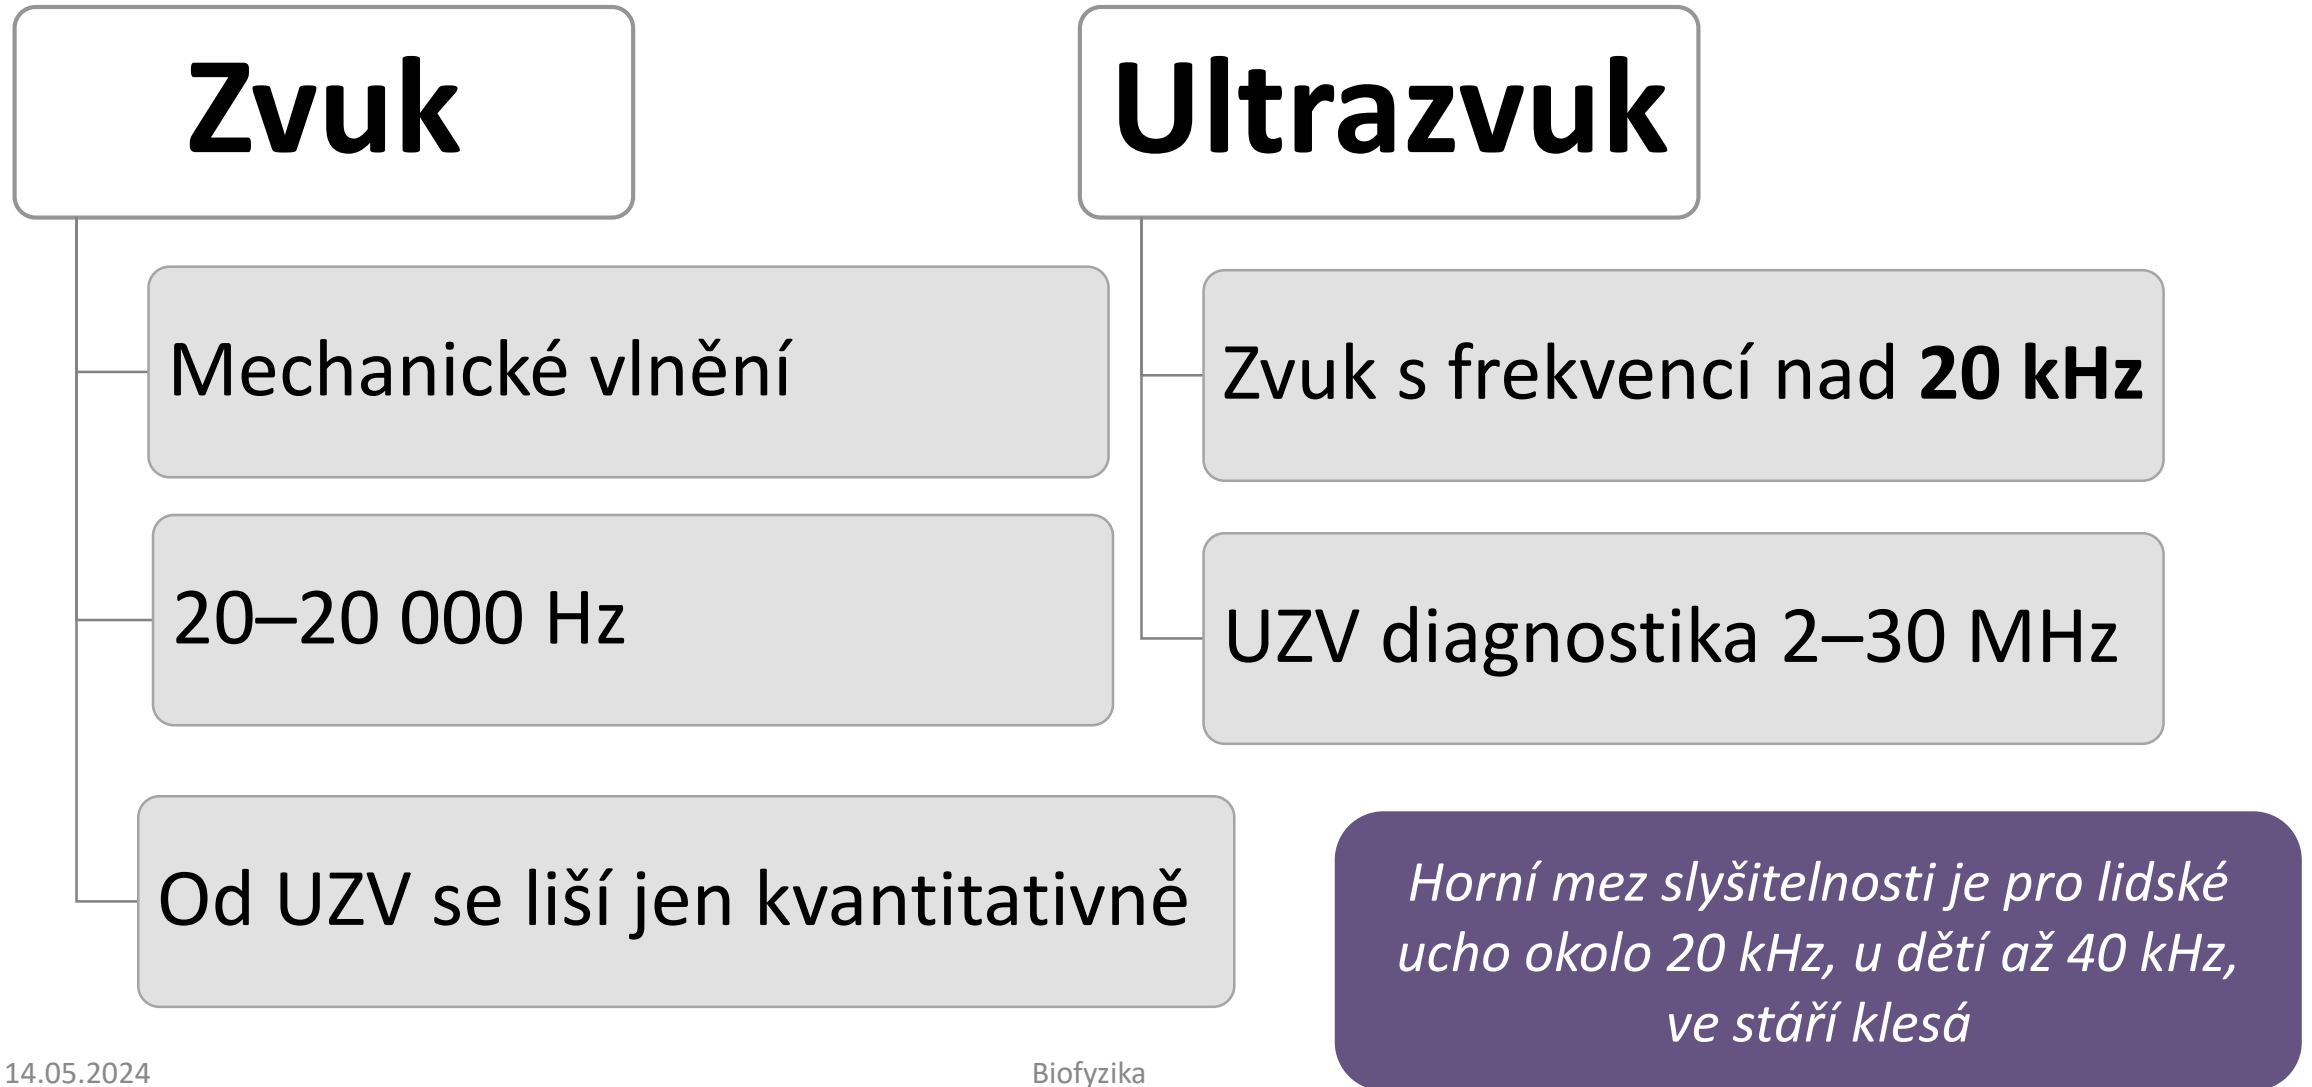 Zvuk
Mechanické vlnění
20–20 000 Hz
Od UZV se liší jen kvantitativně
Ultrazvuk
Zvuk s frekvencí nad 20 kHz
UZV diagnostika 2–30 MHz
Horní mez slyšitelnosti je pro lidské
ucho okolo 20 kHz, u dětí až 40 kHz,
ve stáří klesá
14.05.2024
Biofyzika